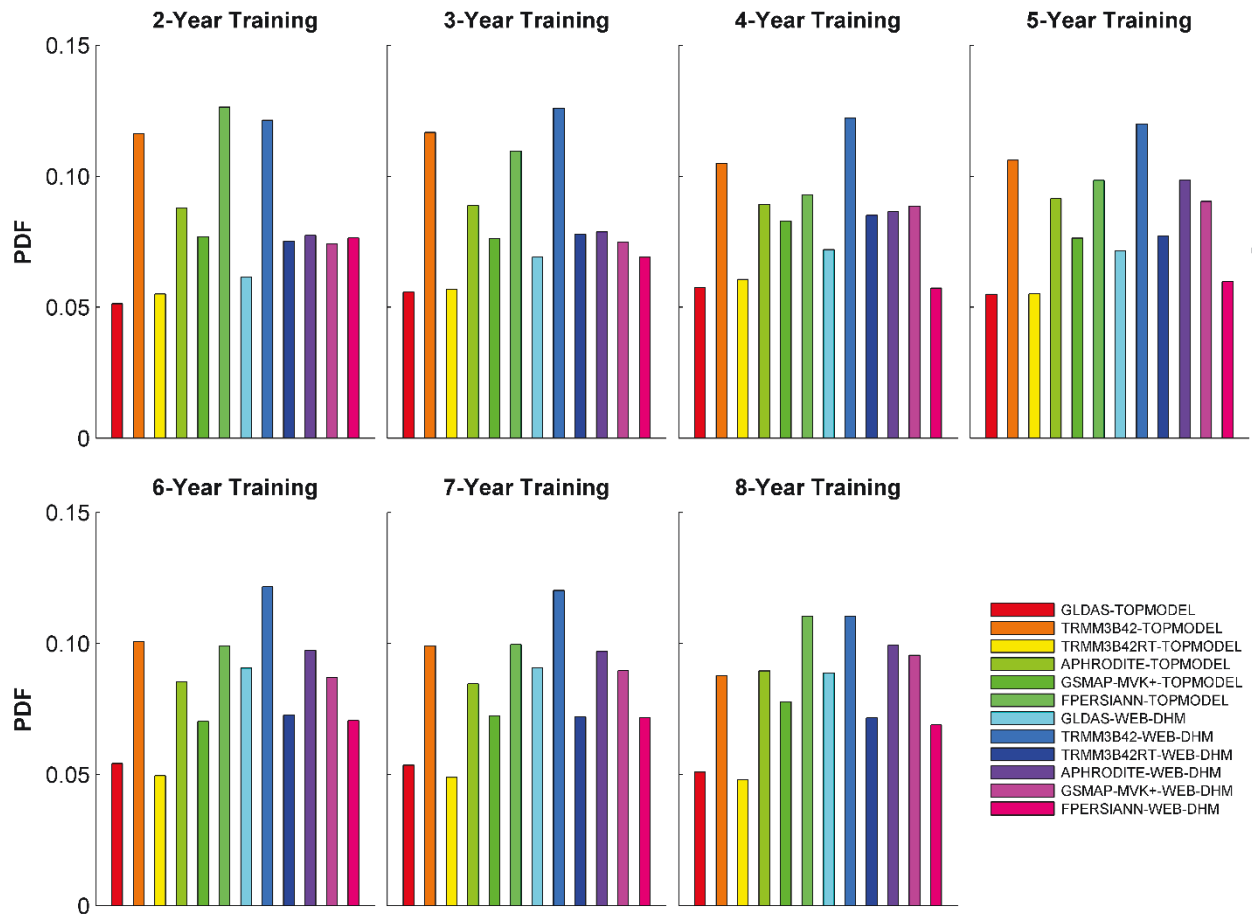 2-Year Training
3-Year Training
4-Year Training
5-Year Training
0.15
0.10
0.05
0
PDF
6-Year Training
7-Year Training
8-Year Training
0.15
0.10
0.05
0
PDF
GLDAS-TOPMODEL
TRMM3B42-TOPMODEL
TRMM3B42RT-TOPMODEL
APHRODITE-TOPMODEL
GSMAP-MVK+-TOPMODEL
FPERSIANN-TOPMODEL
GLDAS-WEB-DHM
TRMM3B42-WEB-DHM
TRMM3B42RT-WEB-DHM
APHRODITE-WEB-DHM
GSMAP-MVK+-WEB-DHM
FPERSIANN-WEB-DHM